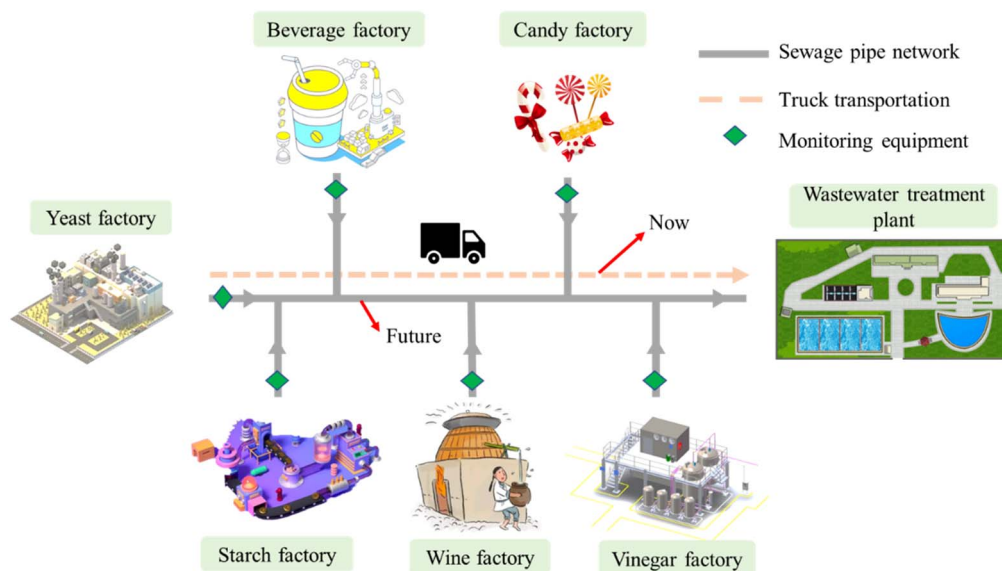 Beverage factory
Candy factory
Sewage pipe network
Truck transportation
Monitoring equipment
Yeast factory
Wastewater treatment
plant
Now
Future
Starch factory
Wine factory
Vinegar factory